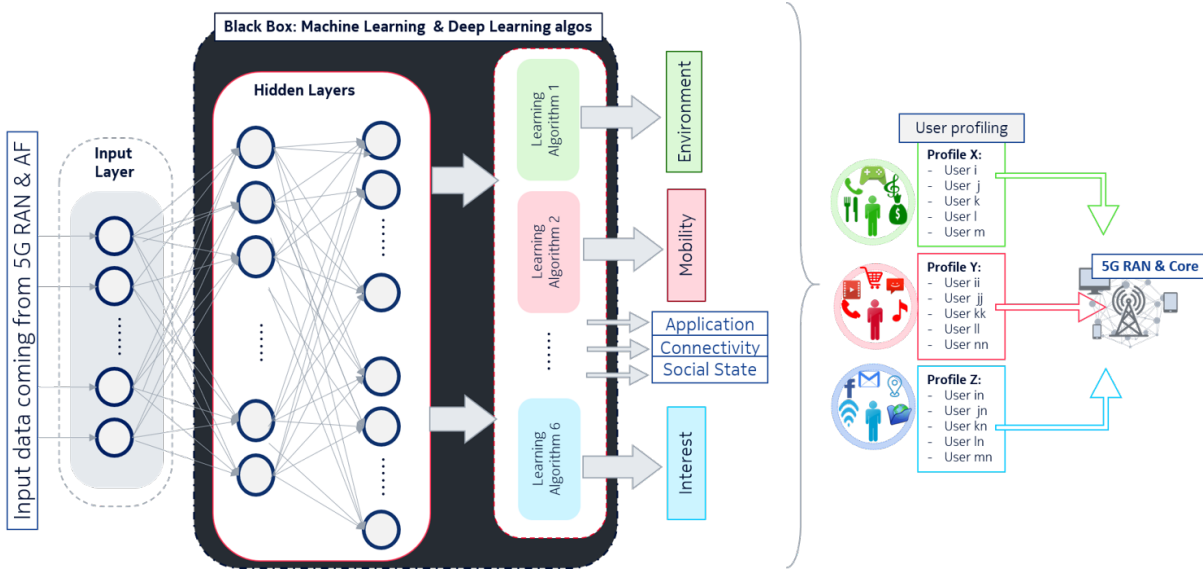 Input data coming from 5G RAN & AF
Input
Layer
Black Box: Machine Learning & Deep Learning algos
Hidden Layers
Learning
Algorithm 1
Learning
Algorithm 2
Learning
Algorithm 6
Environment
Mobility
Application
Connectivity
Social State
Interest
User profiling
Profile X:
- User i
- User j
- User k
- User l
- User m
Profile Y:
- User ii
- User jj
- User kk
- User ll
- User nn
Profile Z:
- User in
- User jn
- User kn
- User ln
- User mn
5G RAN & Core